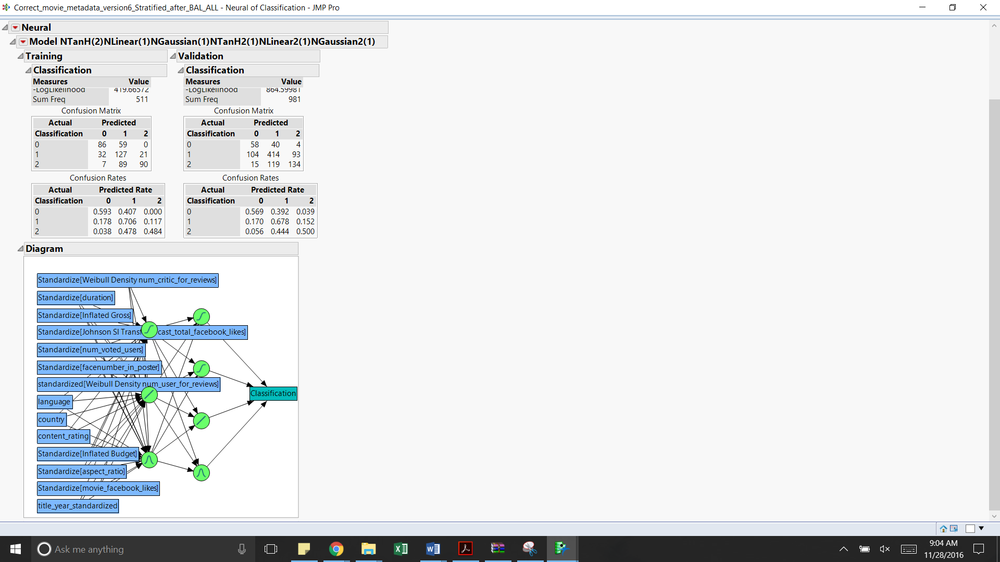 Correct_movie_metadata_version6_Stratified_after_BAL_ALL - Neural of Classification - JMP Pro
Neural
Model NTanH(2)NLinear(1)NGaussian(1)NTanH2(1)NLinear2(1)NGaussian2(1)
Training Validation
Classification Classification
Measures Value Measures Value
-LogLikelihood 419.66572 -LogLikelihood 864.59981
Sum Freq 511 Sum Freq 981
Confusion Matrix Confusion Matrix
Actual Predicted Actual Predicted
Classification 0 1 2 Classification 0 1 2
0 86 59 0 0 58 40 4
1 32 127 21 1 104 414 93
2 7 89 90 2 15 119 134
Confusion Rates Confusion Rates
Actual Predicted Rate Actual Predicted Rate
Classification 0 1 2 Classification 0 1 2
0 0.593 0.407 0.000 0 0.569 0.392 0.039
1 0.178 0.706 0.117 1 0.170 0.678 0.152
2 0.038 0.478 0.484 2 0.056 0.444 0.500
Diagram
Standardize[Weibull Density num_critic_for_reviews]
Standardize[duration]
Standardize[Inflated Gross]
Standardize[Johnson Sl Transf cast_total_facebook_likes]
Standardize[num_voted_users]
Standardize[facenumber_in_poster]
standardized[Weibull Density num_user_for_reviews]
Classification
language
country
content_rating
Standardize[Inflated Budget]
Standardize[aspect_ratio]
Standardize[movie_facebook_likes]
title_year_standardized
Ask me anything
9:04 AM
11/28/2016